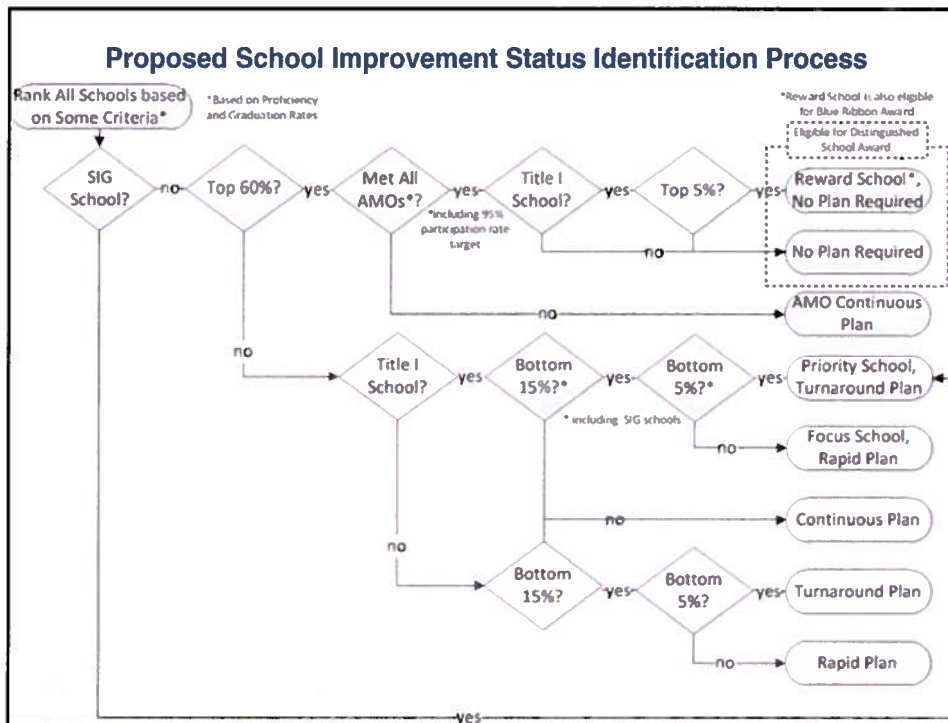 Proposed School Improvement Status Identification Process
Rank All Schools based
on Some Criteria*
*Based on Proficiency
and Graduation Rates
*Reward School is also eligible
for Blue Ribbon Award
Eligible for Distinguished
School Award
SIG
School?
no
Top 60%?
yes
Met All
AMOs*?
yes
Title I
School?
yes
Top 5%?
yes
Reward School*,
No Plan Required
*including 95%
participation rate
target
no
No Plan Required
no
AMO Continuous
Plan
no
Title I
School?
yes
Bottom
15%?*
yes
Bottom
5%?*
yes
Priority School,
Turnaround Plan
* including SIG schools
no
Focus School,
Rapid Plan
no
Continuous Plan
no
Bottom
15%?
yes
Bottom
5%?
yes
Turnaround Plan
no
Rapid Plan
yes